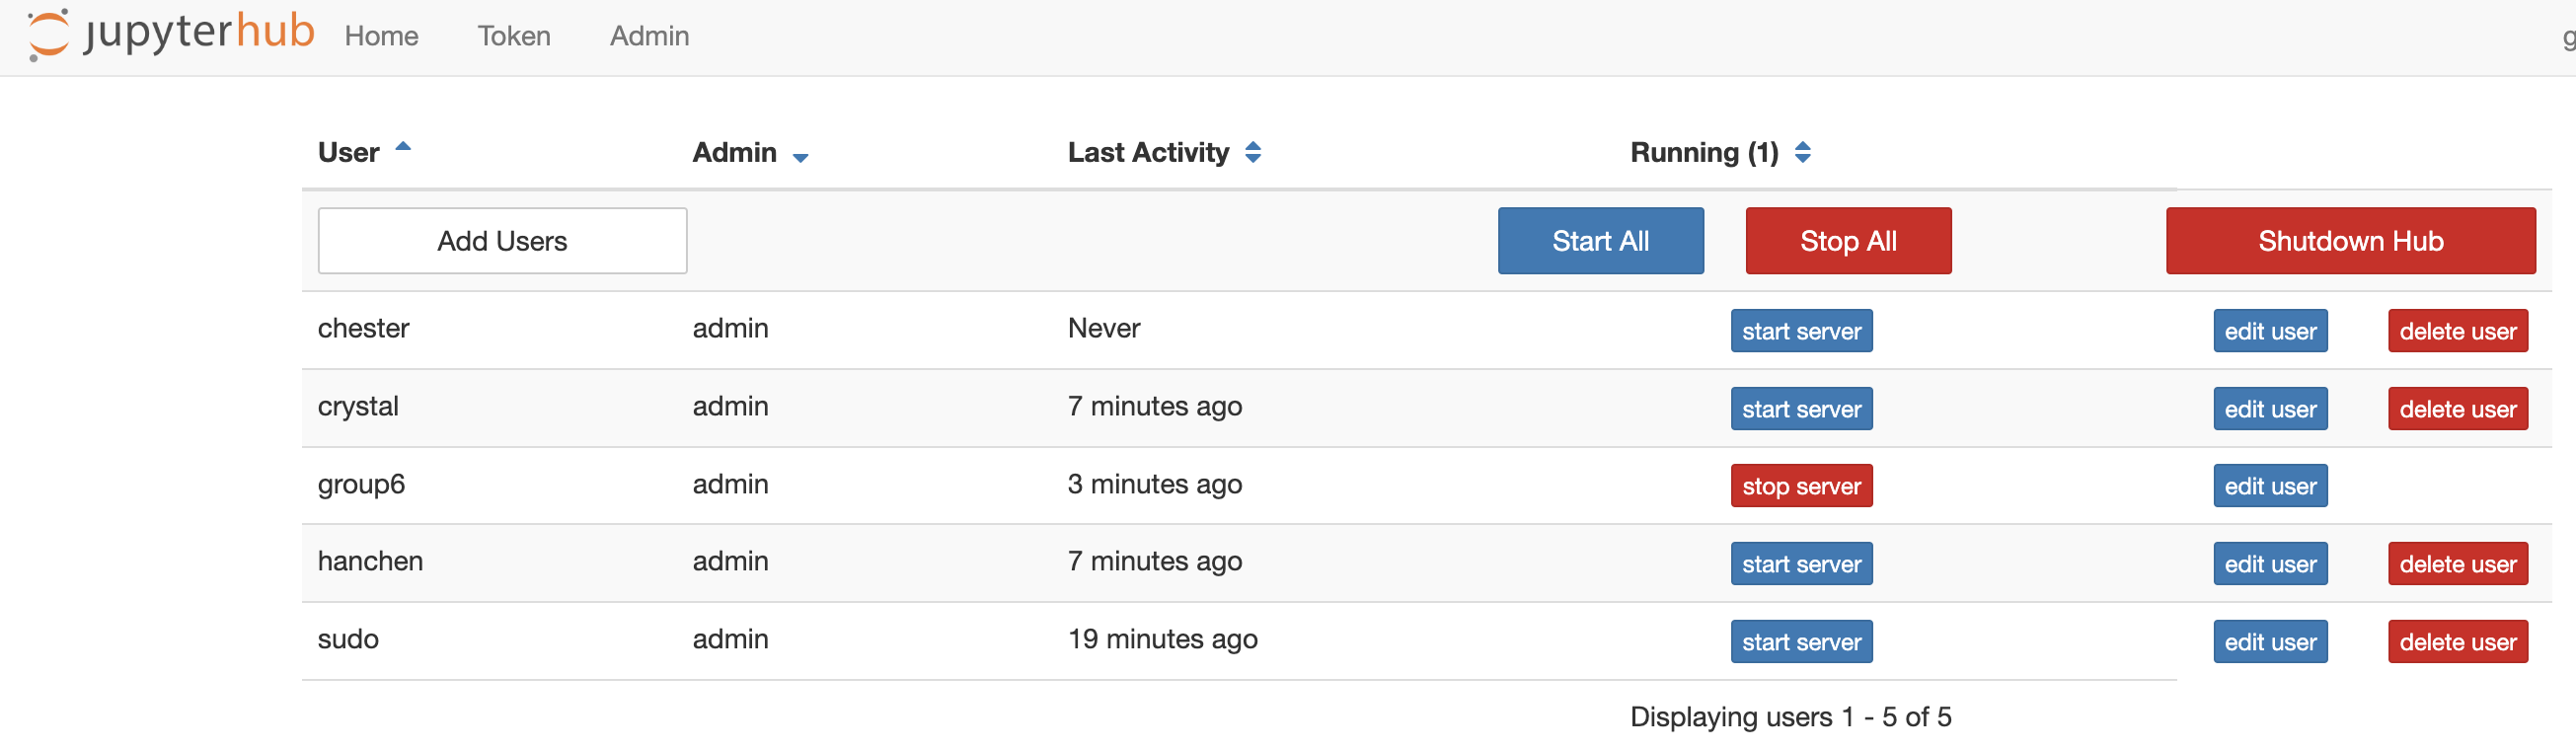 jupyterhub Home Token Admin g
User Admin Last Activity Running (1)
Add Users Start All Stop All Shutdown Hub
chester admin Never start server edit user delete user
crystal admin 7 minutes ago start server edit user delete user
group6 admin 3 minutes ago stop server edit user
hanchen admin 7 minutes ago start server edit user delete user
sudo admin 19 minutes ago start server edit user delete user
Displaying users 1 - 5 of 5